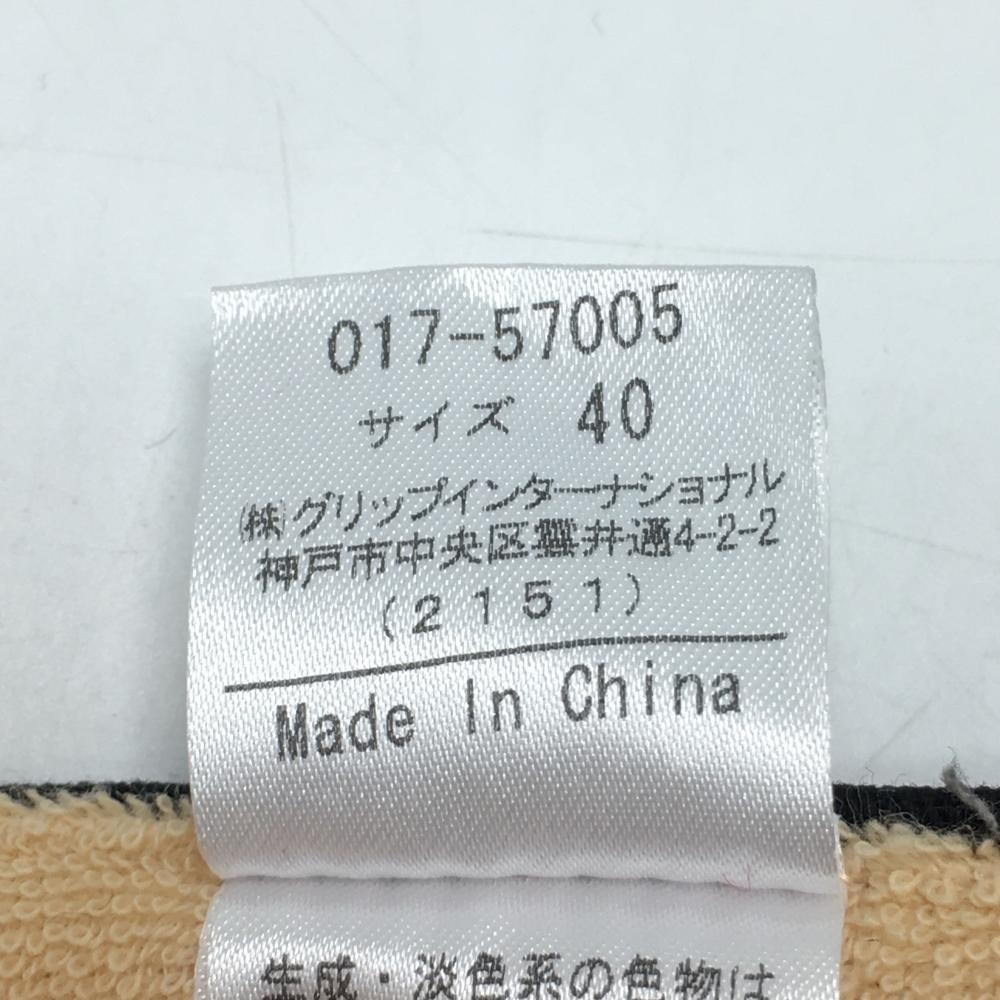 017-57005
サイズ 40
㈱グリップインターナショナル
神戸市中央区雲井通4-2-2
(2151)
Made In China
生成・淡色系の色物は